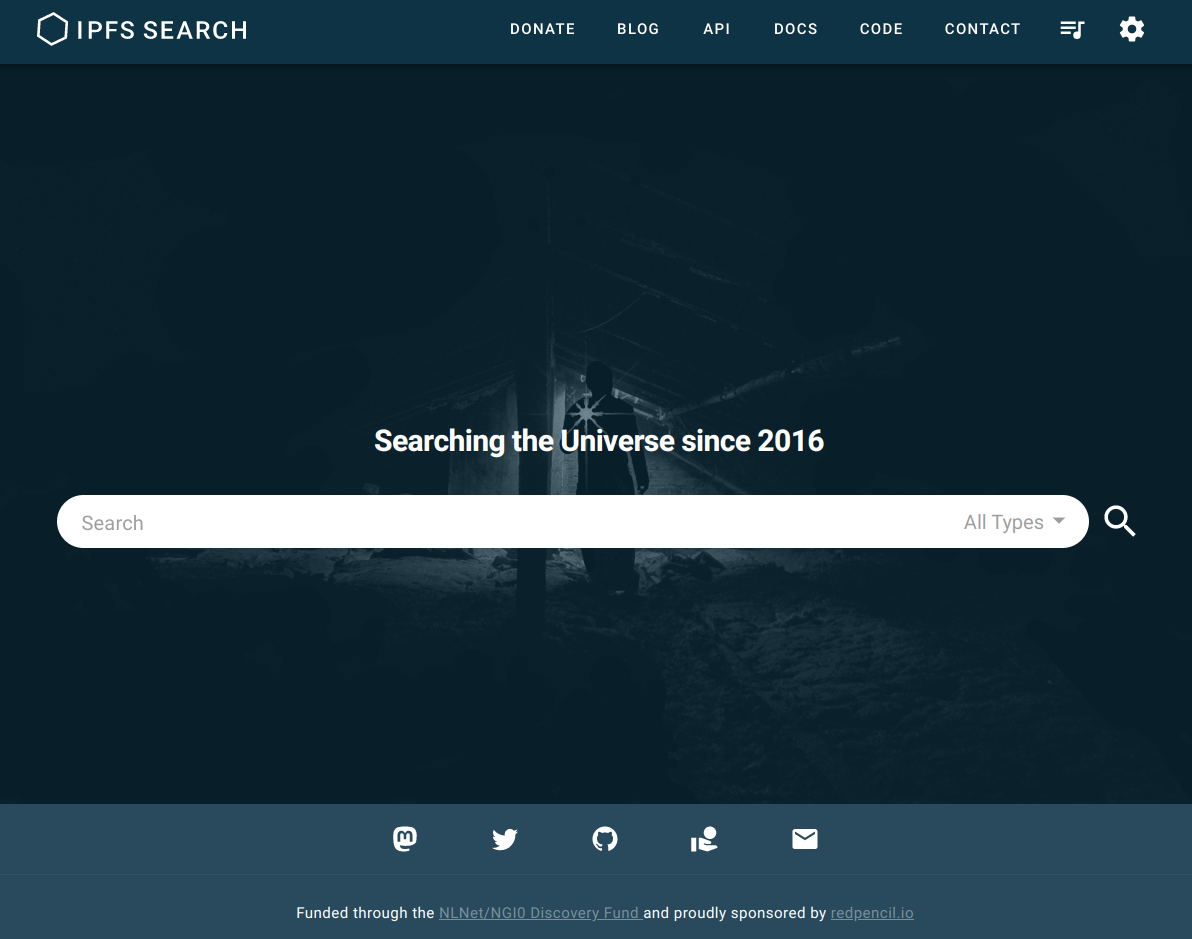 IPFS SEARCH
DONATE BLOG API DOCS CODE CONTACT
Searching the Universe since 2016
Search All Types
Funded through the NLNet/NGI0 Discovery Fund and proudly sponsored by redpencil.io